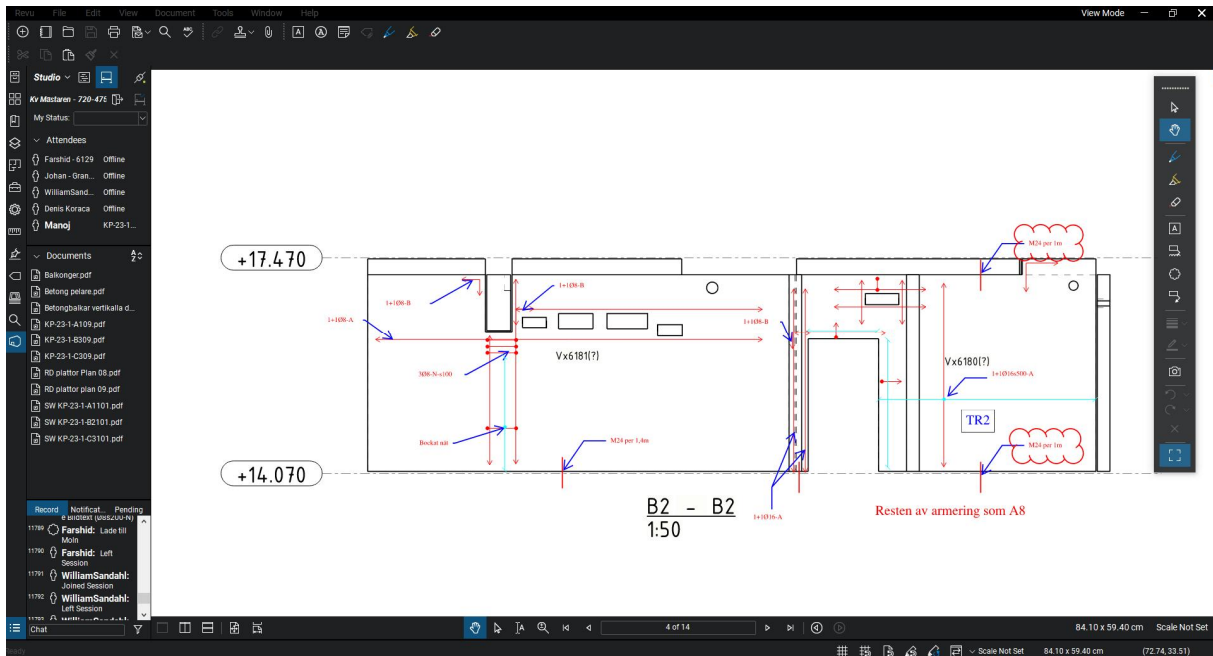 Revu File Edit View Document Tools Window Help
View Mode
Studio
My Status:
Attendees
Farshid - 6129 Offline
Johan - Gran... Offline
WilliamSand... Offline
Denis Koraca Offline
Manoj KP-23-1...
Documents
Balkonger.pdf
Betong pelare.pdf
Betongbalkar vertikalla d...
KP-23-1-A109.pdf
KP-23-1-B309.pdf
KP-23-1-C309.pdf
RD plattor Plan 08.pdf
RD plattor plan 09.pdf
SW KP-23-1-A1101.pdf
SW KP-23-1-B2101.pdf
SW KP-23-1-C3101.pdf
Record Notificat... Pending
e Bildtext (Ø8s200-N)
11789 Farshid: Lade till
Moln
11790 Farshid: Left
Session
11791 WilliamSandahl:
Joined Session
11792 WilliamSandahl:
Left Session
Chat
M24 per 1m
+17.470
1+1Ø8-B
1+1Ø8-B
1+1Ø8-A
1+1Ø8-B
Vx6181(?)
Vx6180(?)
3Ø8-N-s100
1+1Ø16s500-A
TR2
Bockat nät
M24 per 1,4m
M24 per 1m
+14.070
B2 - B2
1:50
1+1Ø16-A
Resten av armering som A8
4 of 14
84.10 x 59.40 cm Scale Not Set
Ready
Scale Not Set 84.10 x 59.40 cm (72.74, 33.51)